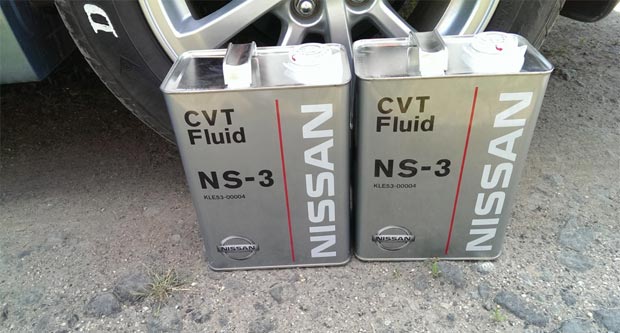 D
CVT
Fluid
NS-3
KLE53-00004
NISSAN
NISSAN
CVT
Fluid
NS-3
KLE53-00004
NISSAN
NISSAN